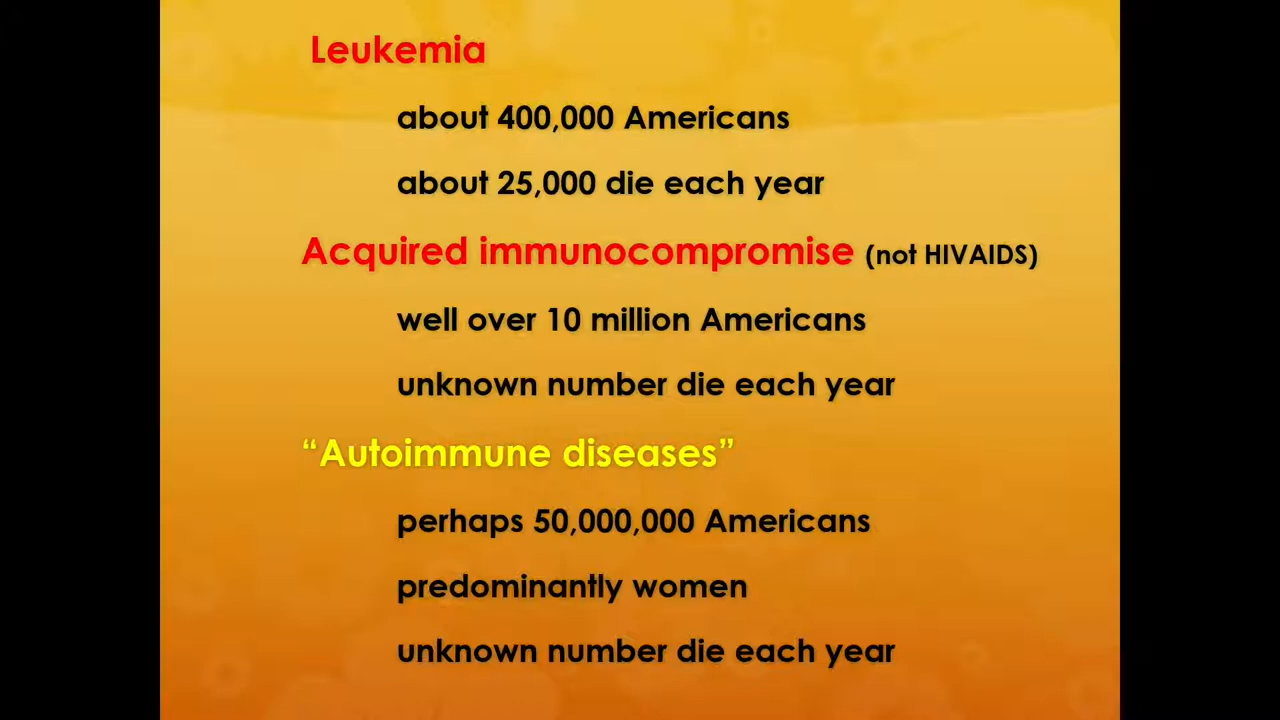 Leukemia
about 400,000 Americans
about 25,000 die each year
Acquired immunocompromise (not HIVAIDS)
well over 10 million Americans
unknown number die each year
“Autoimmune diseases”
perhaps 50,000,000 Americans
predominantly women
unknown number die each year